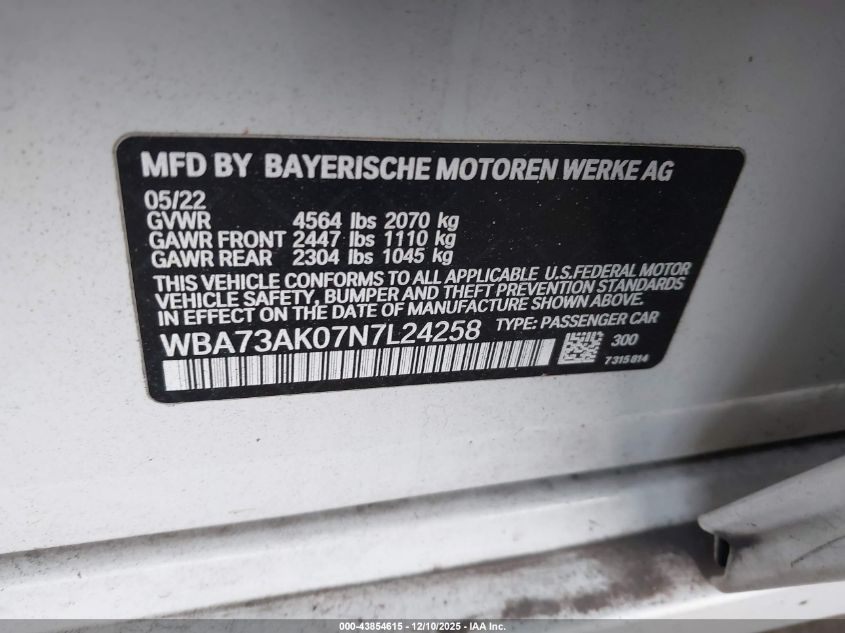 MFD BY BAYERISCHE MOTOREN WERKE AG
05/22
GVWR 4564 lbs 2070 kg
GAWR FRONT 2447 lbs 1110 kg
GAWR REAR 2304 lbs 1045 kg
THIS VEHICLE CONFORMS TO ALL APPLICABLE U.S.FEDERAL MOTOR
VEHICLE SAFETY, BUMPER AND THEFT PREVENTION STANDARDS
IN EFFECT ON THE DATE OF MANUFACTURE SHOWN ABOVE.
WBA73AK07N7L24258 TYPE: PASSENGER CAR
300
7315814
000-43854615 - 12/10/2025 - IAA Inc.